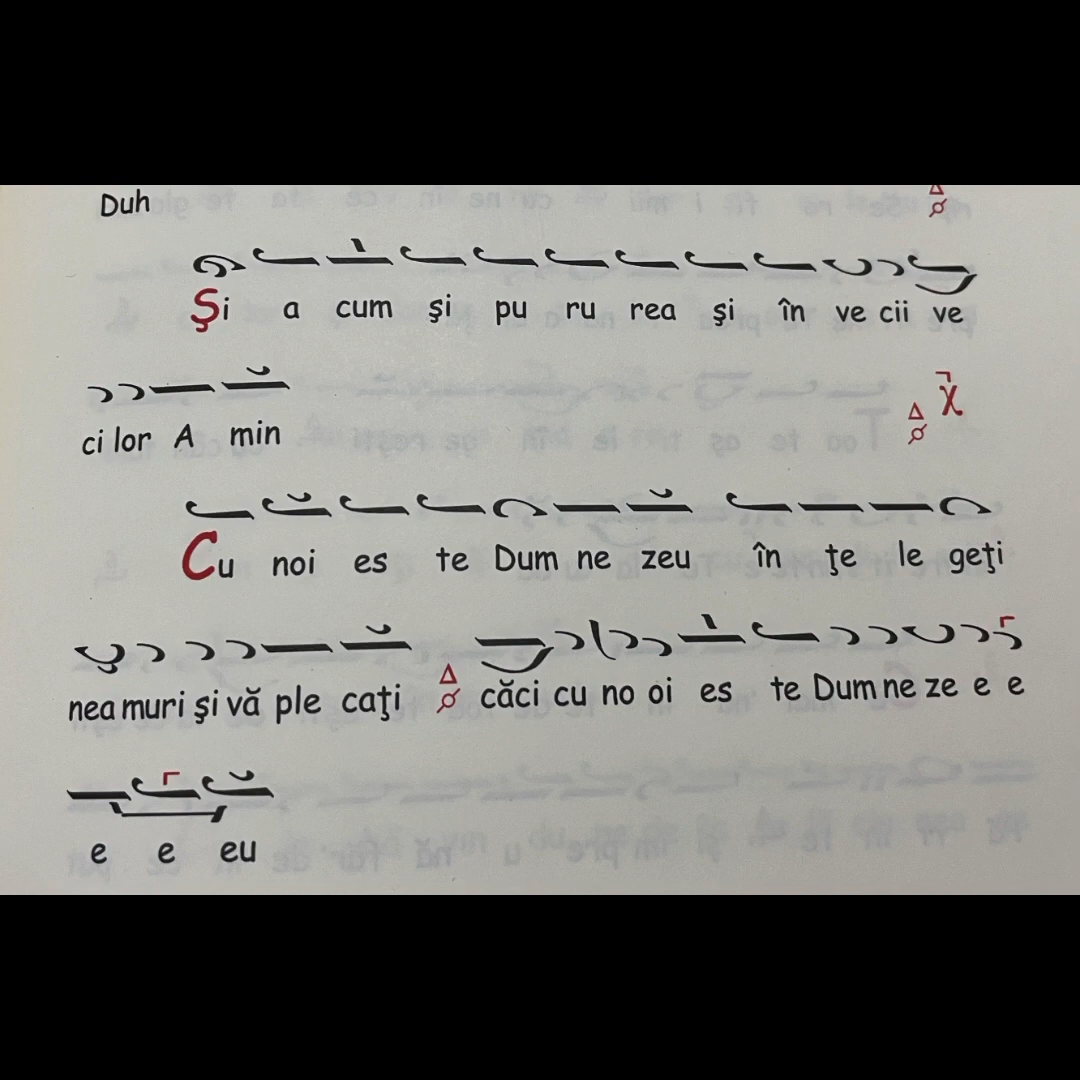 Duh
Şi a cum şi pu ru rea şi în ve cii ve
ci lor A min
Cu noi es te Dum ne zeu în ţe le geţi
nea muri şi vă ple caţi căci cu no oi es te Dum ne ze e e
e e eu